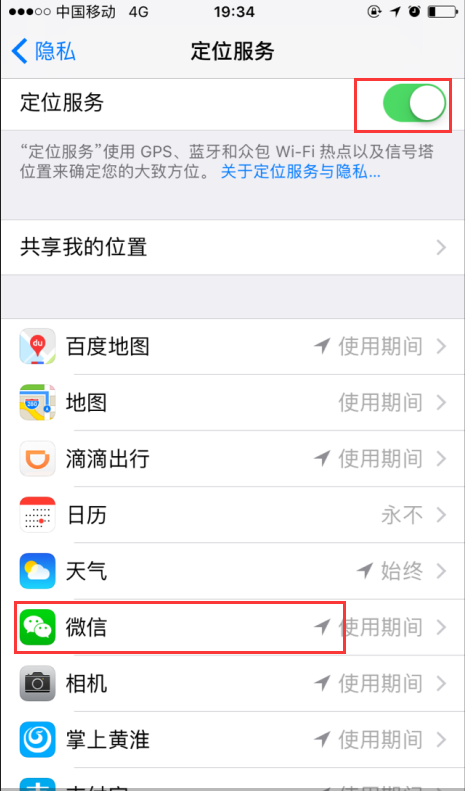 中国移动 4G 19:34
隐私 定位服务
定位服务
“定位服务”使用 GPS、蓝牙和众包 Wi-Fi 热点以及信号塔
位置来确定您的大致方位。 关于定位服务与隐私...
共享我的位置
du 百度地图 使用期间
280 地图 使用期间
滴滴出行 使用期间
日历 永不
天气 始终
微信 使用期间
相机 使用期间
掌上黄淮 使用期间